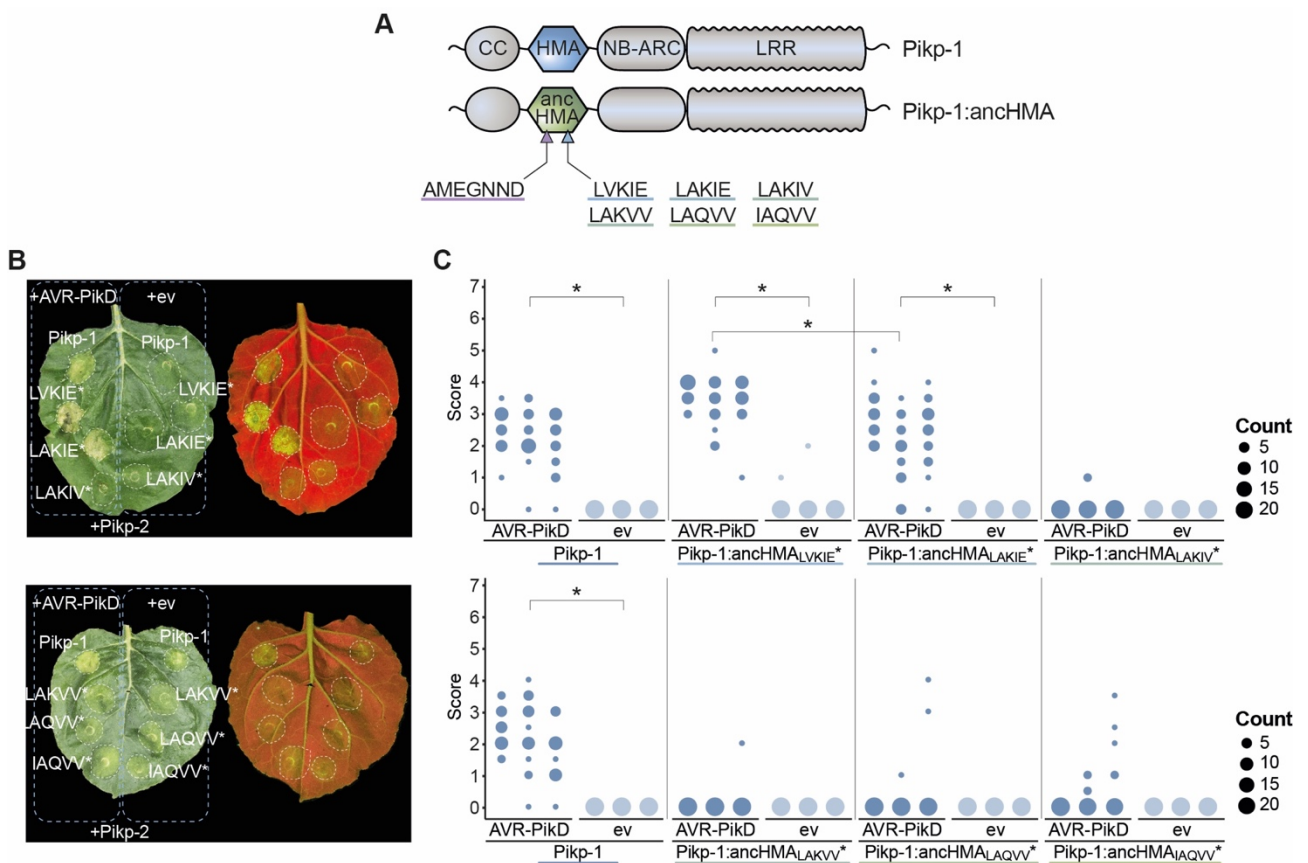 A
CC HMA NB-ARC LRR Pikp-1
anc HMA Pikp-1:ancHMA
AMEGNND LVKIE LAKIE LAKIV
LAKVV LAQVV IAQVV
B
+AVR-PikD +ev
Pikp-1 Pikp-1
LVKIE* LVKIE*
LAKIE* LAKIE*
LAKIV* LAKIV*
+Pikp-2
+AVR-PikD +ev
Pikp-1 Pikp-1
LAKVV* LAKVV*
LAQVV* LAQVV*
IAQVV* IAQVV*
+Pikp-2
C
7
6
5
4
3
2
1
0
Score
* * * *
AVR-PikD ev AVR-PikD ev AVR-PikD ev AVR-PikD ev
Pikp-1 Pikp-1:ancHMALVKIE* Pikp-1:ancHMALAKIE* Pikp-1:ancHMALAKIV*
Count
5
10
15
20
7
6
5
4
3
2
1
0
Score
*
AVR-PikD ev AVR-PikD ev AVR-PikD ev AVR-PikD ev
Pikp-1 Pikp-1:ancHMALAKVV* Pikp-1:ancHMALAQVV* Pikp-1:ancHMAIAQVV*
Count
5
10
15
20